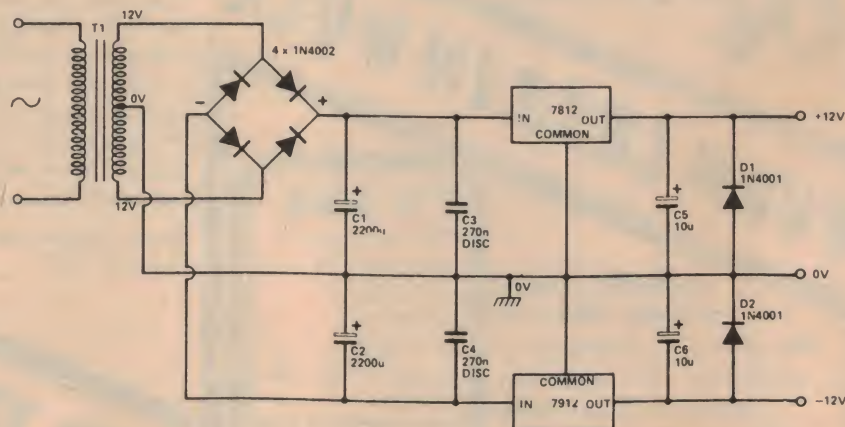 T1
12V
0V
12V
4 x 1N4002
-
+
IN
7812
OUT
COMMON
+12V
+
C1
2200u
C3
270n
DISC
+
C5
10u
D1
1N4001
0V
0V
+
C2
2200u
C4
270n
DISC
+
C6
10u
D2
1N4001
COMMON
IN
7912
OUT
-12V